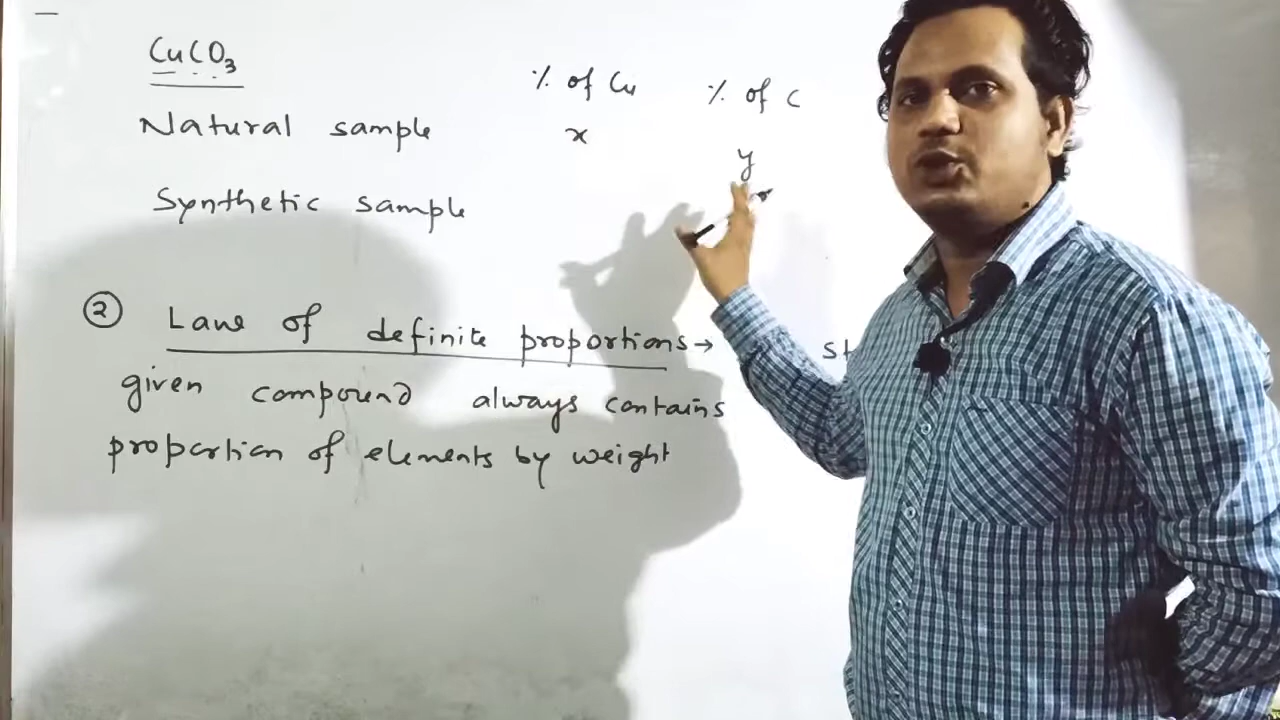 CuCO₃
% of Cu % of C
Natural sample x
y
Synthetic sample
② Law of definite proportions →
given compound always contains
proportion of elements by weight